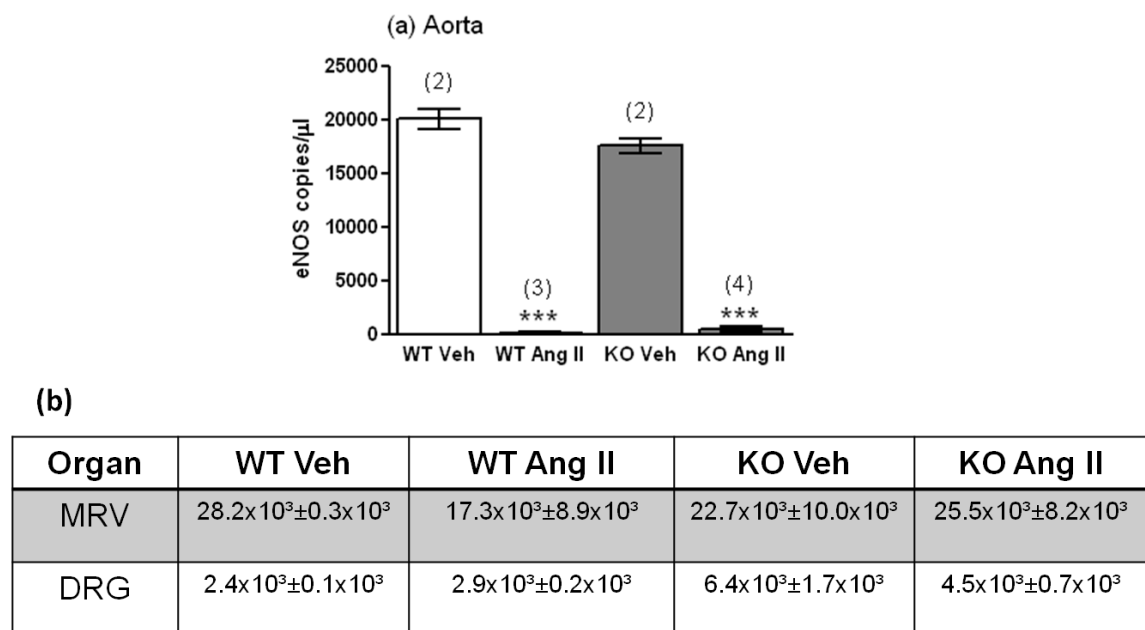 (a) Aorta
eNOS copies/µl
25000
20000
15000
10000
5000
0
(2)
(3)
***
(2)
(4)
***
WT Veh WT Ang II KO Veh KO Ang II
(b)
Organ WT Veh WT Ang II KO Veh KO Ang II
MRV 28.2x10³±0.3x10³ 17.3x10³±8.9x10³ 22.7x10³±10.0x10³ 25.5x10³±8.2x10³
DRG 2.4x10³±0.1x10³ 2.9x10³±0.2x10³ 6.4x10³±1.7x10³ 4.5x10³±0.7x10³